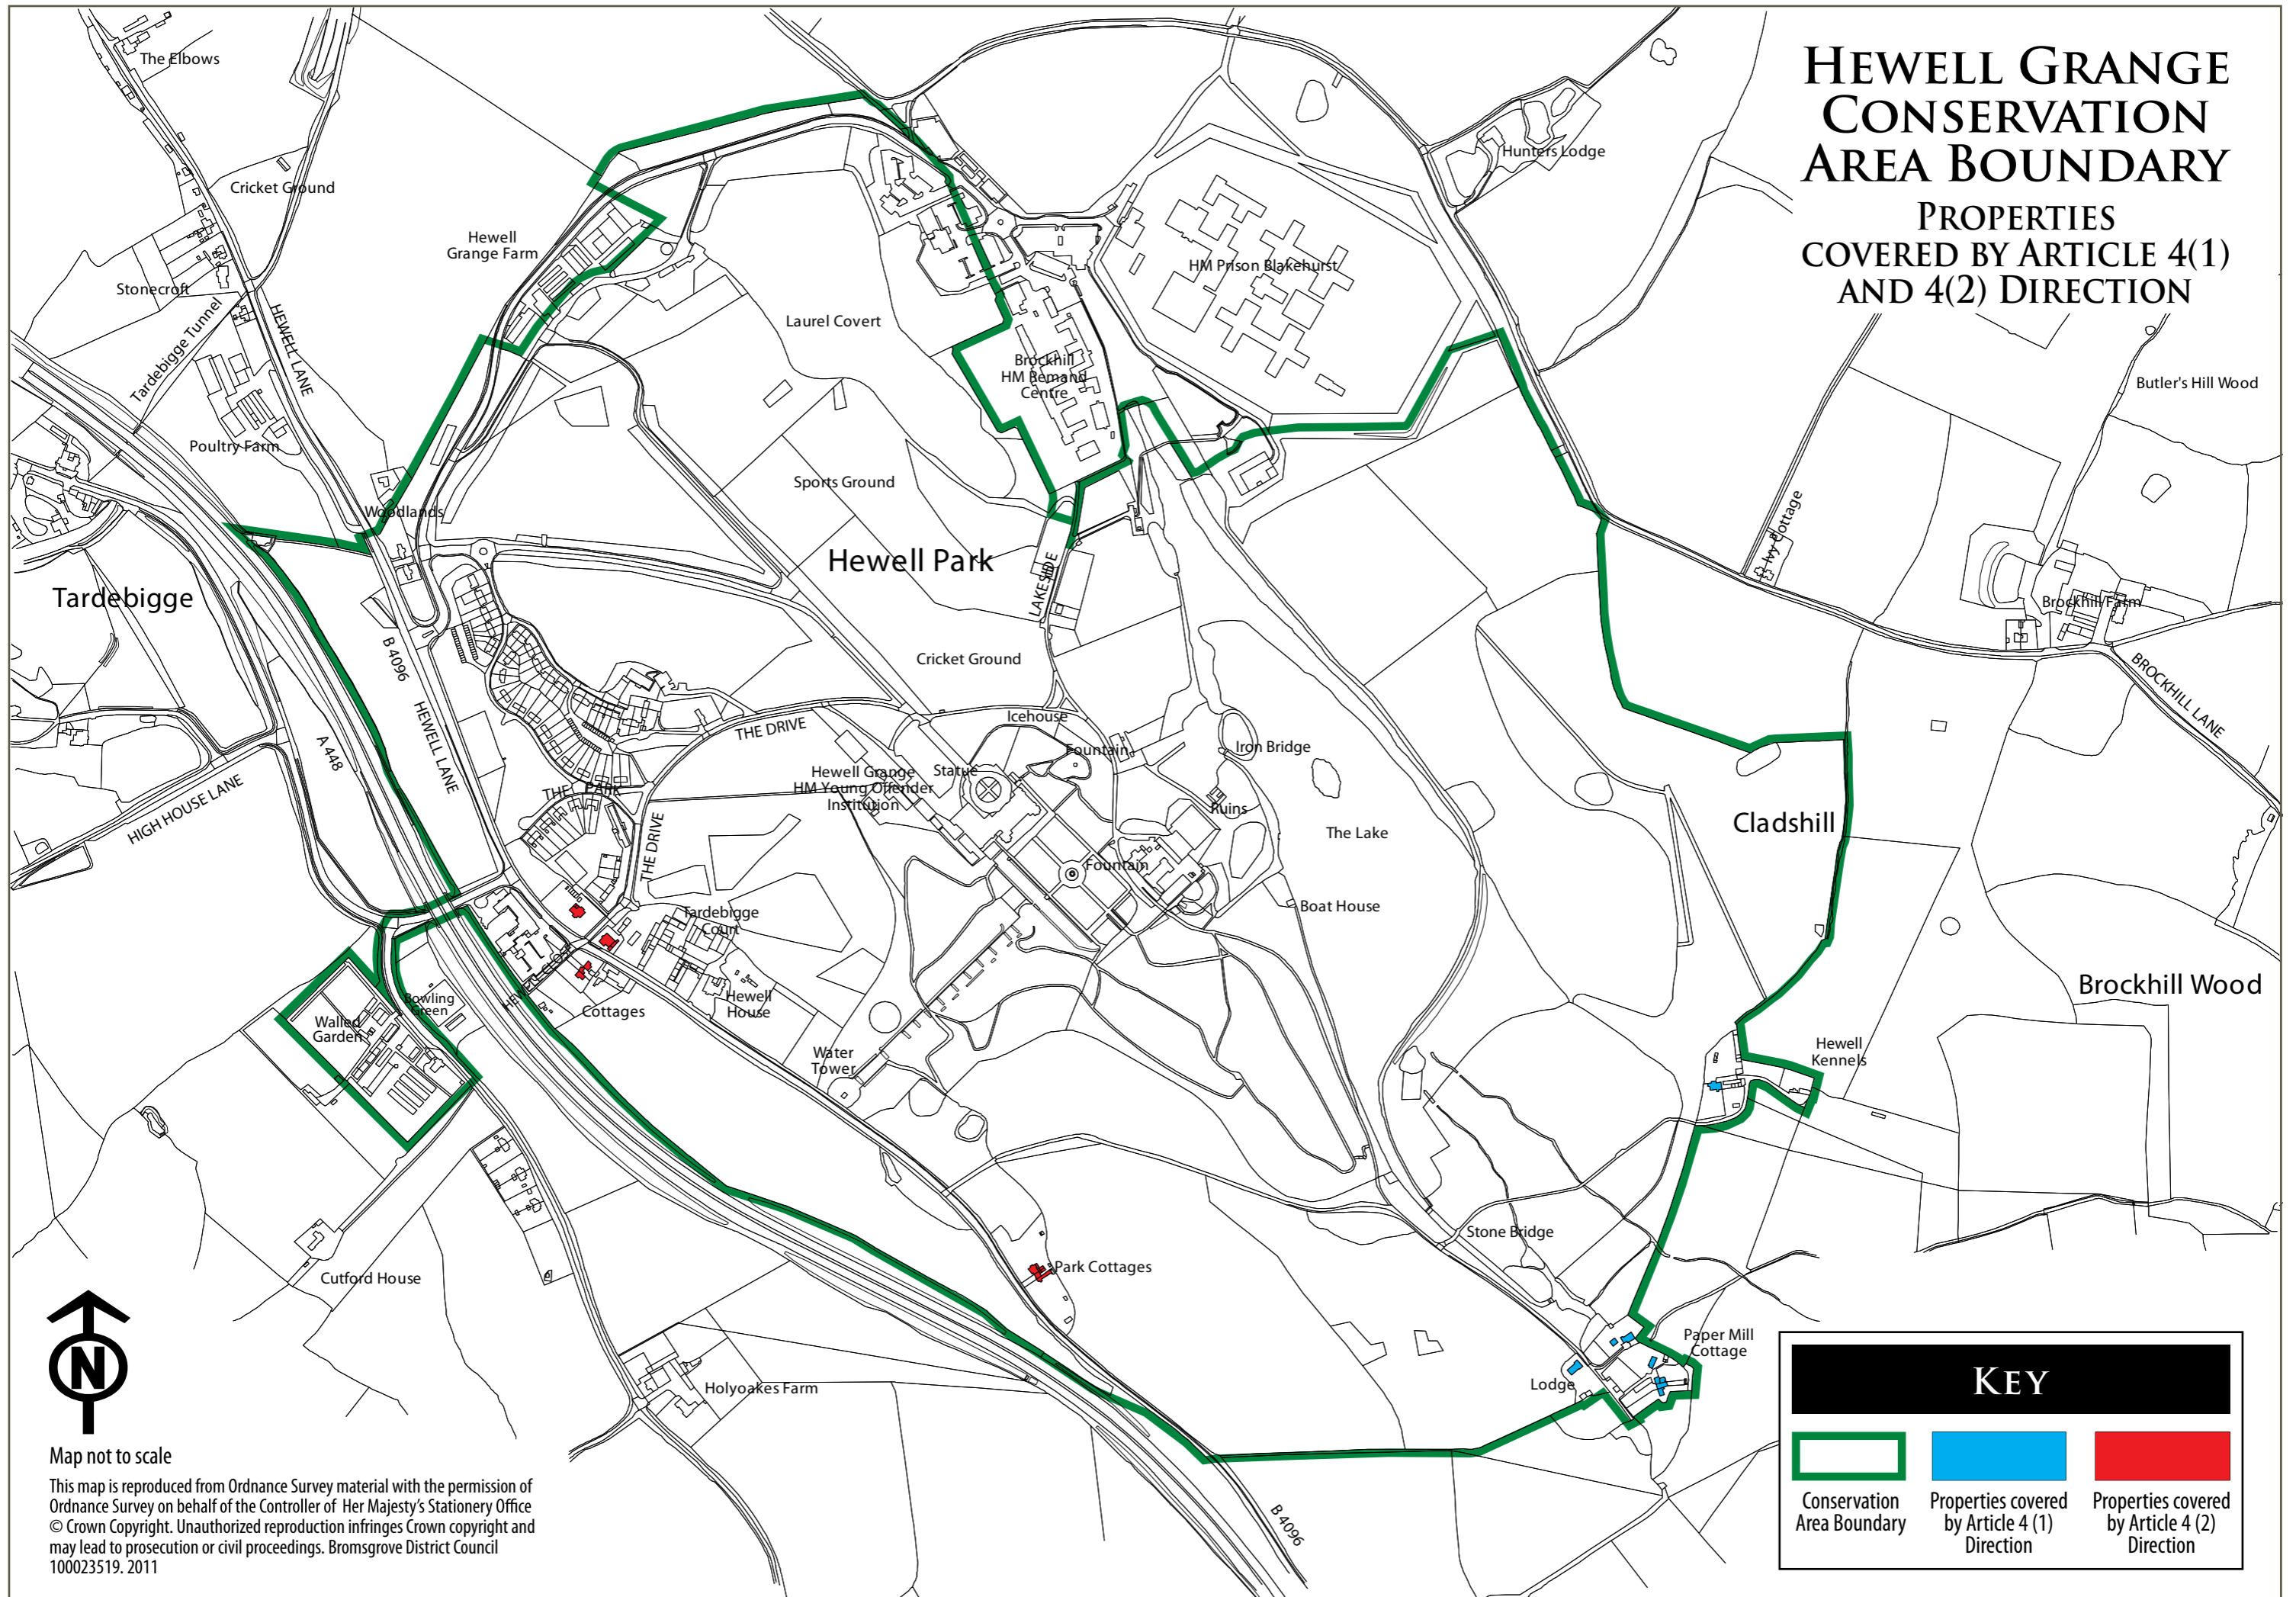 HEWELL GRANGE
CONSERVATION
AREA BOUNDARY
PROPERTIES
COVERED BY ARTICLE 4(1)
AND 4(2) DIRECTION
The Elbows
Cricket Ground
Hewell
Grange Farm
Stonecroft
Tardebigge Tunnel
HEWELL LANE
Poultry Farm
Woodlands
Tardebigge
Laurel Covert
Hunters Lodge
HM Prison Blakehurst
Brockhill
HM Remand
Centre
Butler's Hill Wood
Sports Ground
Hewell Park
LAKESIDE
Ivy Cottage
Brockhill Farm
BROCKHILL LANE
B 4096
HEWELL LANE
A 448
HIGH HOUSE LANE
Cricket Ground
THE DRIVE
Icehouse
Fountain
Iron Bridge
Statue
Hewell Grange
HM Young Offender
Institution
THE PARK
THE DRIVE
Ruins
The Lake
Cladshill
Fountain
Boat House
Tardebigge
Court
Brockhill Wood
Bowling
Green
HEW
Cottages
Hewell
House
Walled
Garden
Water
Tower
Hewell
Kennels
Stone Bridge
Park Cottages
Cutford House
Paper Mill
Cottage
Lodge
Holyoakes Farm
B 4096
N
Map not to scale
This map is reproduced from Ordnance Survey material with the permission of
Ordnance Survey on behalf of the Controller of Her Majesty's Stationery Office
© Crown Copyright. Unauthorized reproduction infringes Crown copyright and
may lead to prosecution or civil proceedings. Bromsgrove District Council
100023519. 2011
KEY
Conservation
Area Boundary
Properties covered
by Article 4 (1)
Direction
Properties covered
by Article 4 (2)
Direction